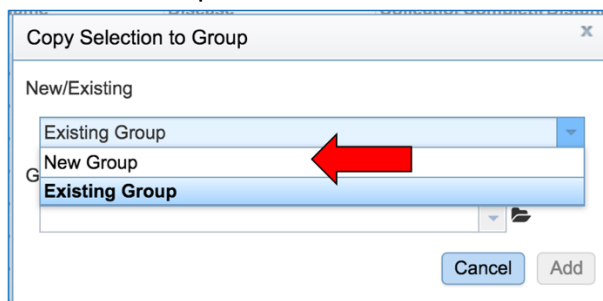 Copy Selection to Group
x
New/Existing
Existing Group
New Group
G
Existing Group
Cancel Add